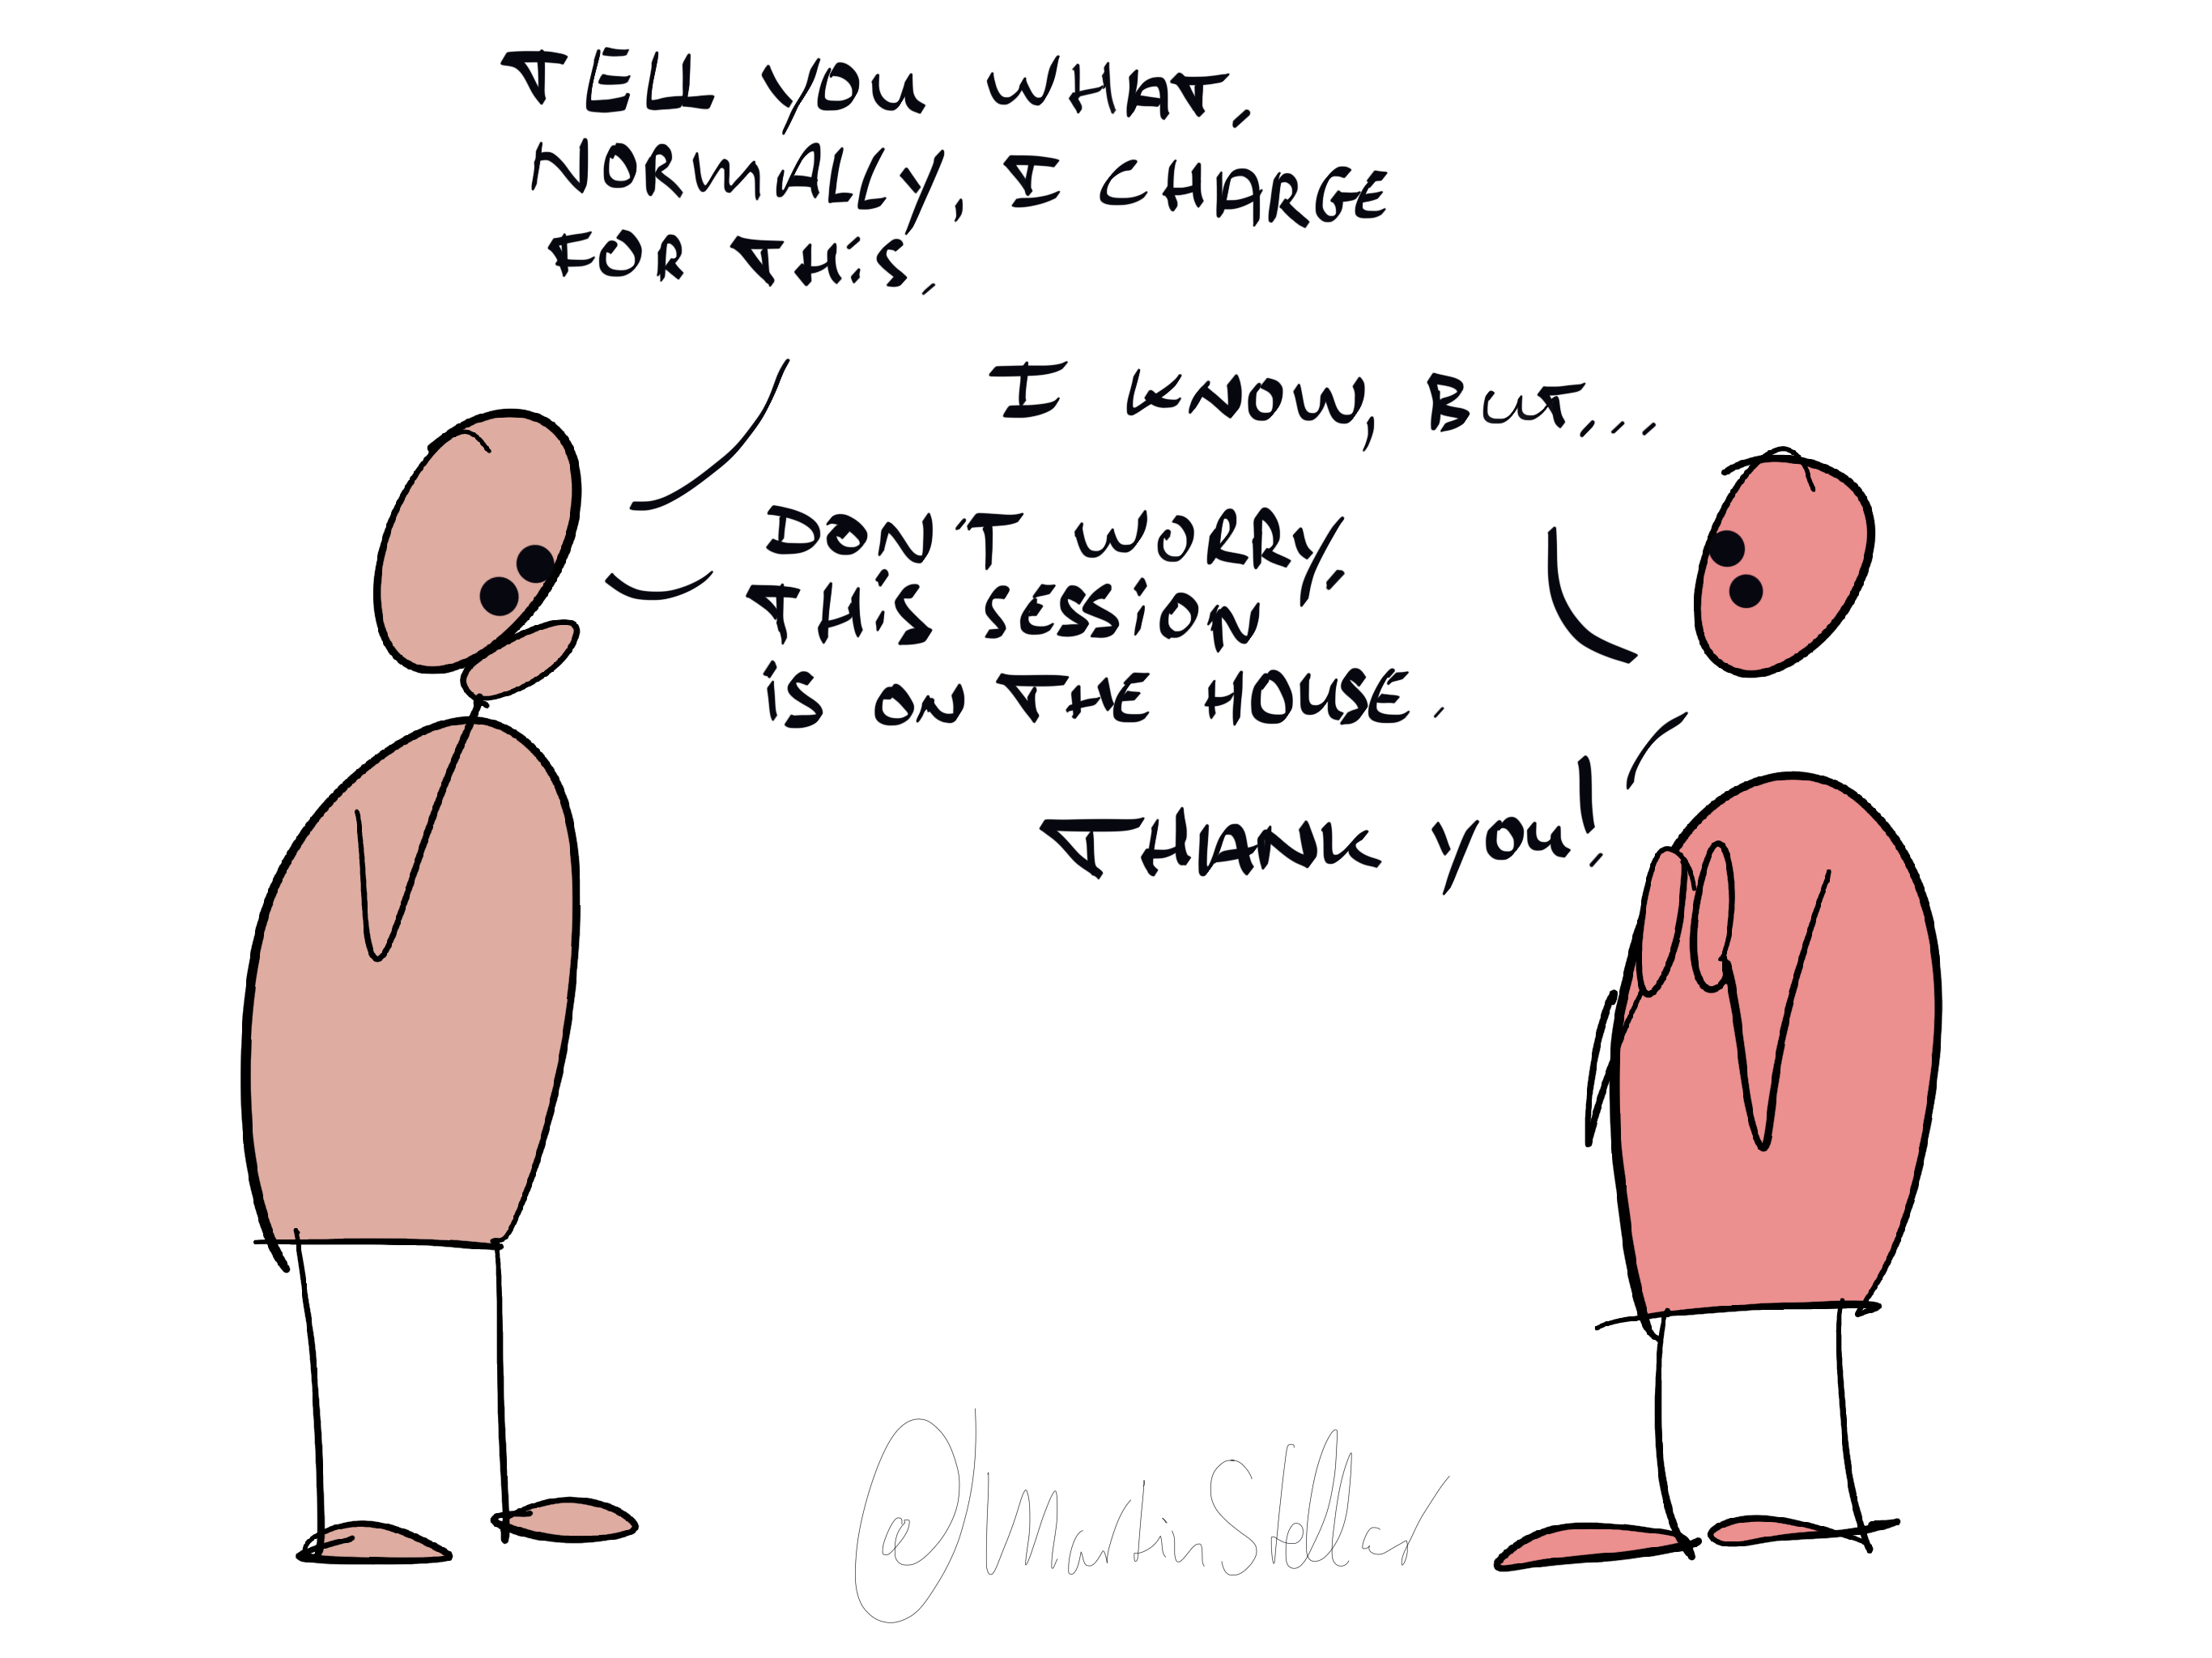 TELL YOU WHAT,
NORMALLY, I CHARGE
FOR THIS.
I KNOW, BUT...
DON'T WORRY,
THIS SESSION
IS ON THE HOUSE.
THANK YOU!
@MartinStellar